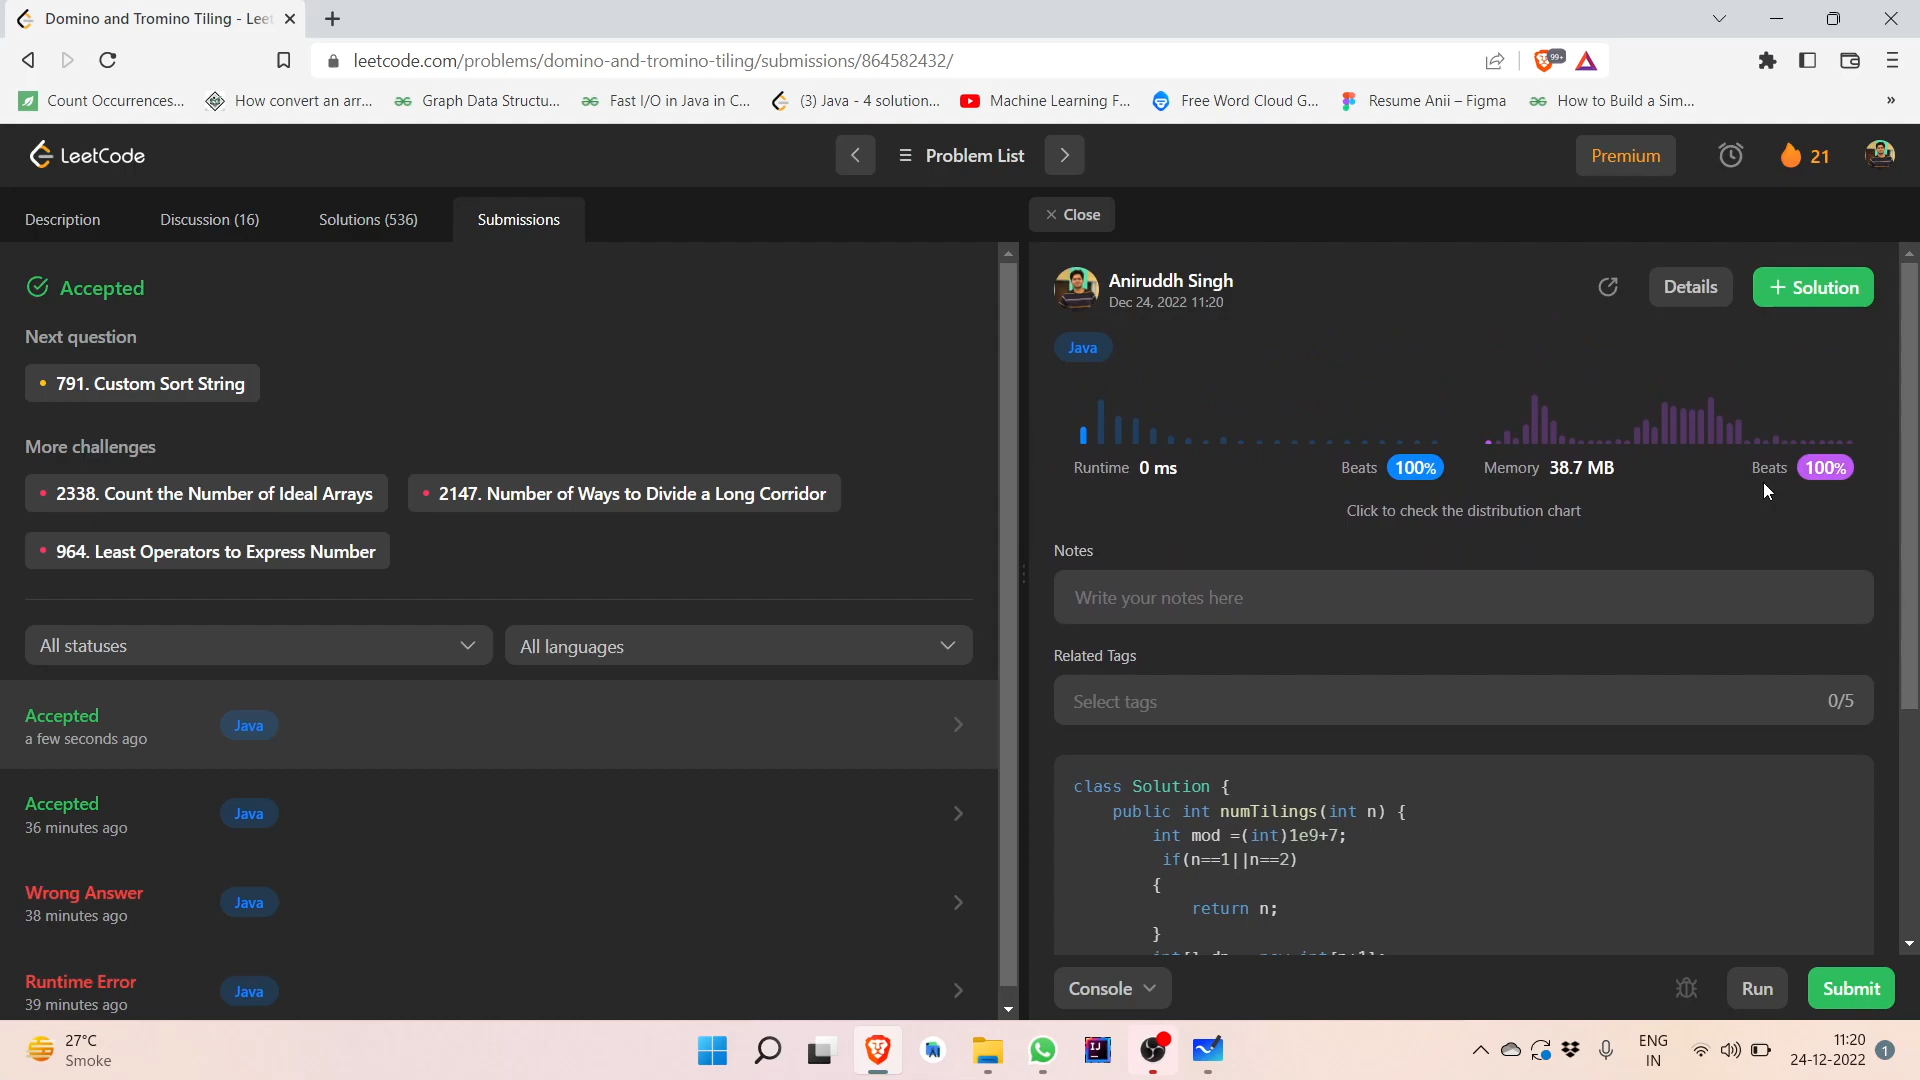 Domino and Tromino Tiling - Leet
leetcode.com/problems/domino-and-tromino-tiling/submissions/864582432/
99+
Count Occurrences...
How convert an arr...
Graph Data Structu...
Fast I/O in Java in C...
(3) Java - 4 solution...
Machine Learning F...
Free Word Cloud G...
Resume Anii – Figma
How to Build a Sim...
»
LeetCode
Problem List
Premium
21
Description
Discussion (16)
Solutions (536)
Submissions
Close
Accepted
Next question
791. Custom Sort String
More challenges
2338. Count the Number of Ideal Arrays
2147. Number of Ways to Divide a Long Corridor
964. Least Operators to Express Number
All statuses
All languages
Accepted
a few seconds ago
Java
Accepted
36 minutes ago
Java
Wrong Answer
38 minutes ago
Java
Runtime Error
39 minutes ago
Java
Aniruddh Singh
Dec 24, 2022 11:20
Details
+ Solution
Java
Runtime 0 ms
Beats 100%
Memory 38.7 MB
Beats 100%
Click to check the distribution chart
Notes
Write your notes here
Related Tags
Select tags
0/5
class Solution {
public int numTilings(int n) {
int mod =(int)1e9+7;
if(n==1||n==2)
{
return n;
}
Console
Run
Submit
27°C
Smoke
IJ
ENG
IN
11:20
24-12-2022
1